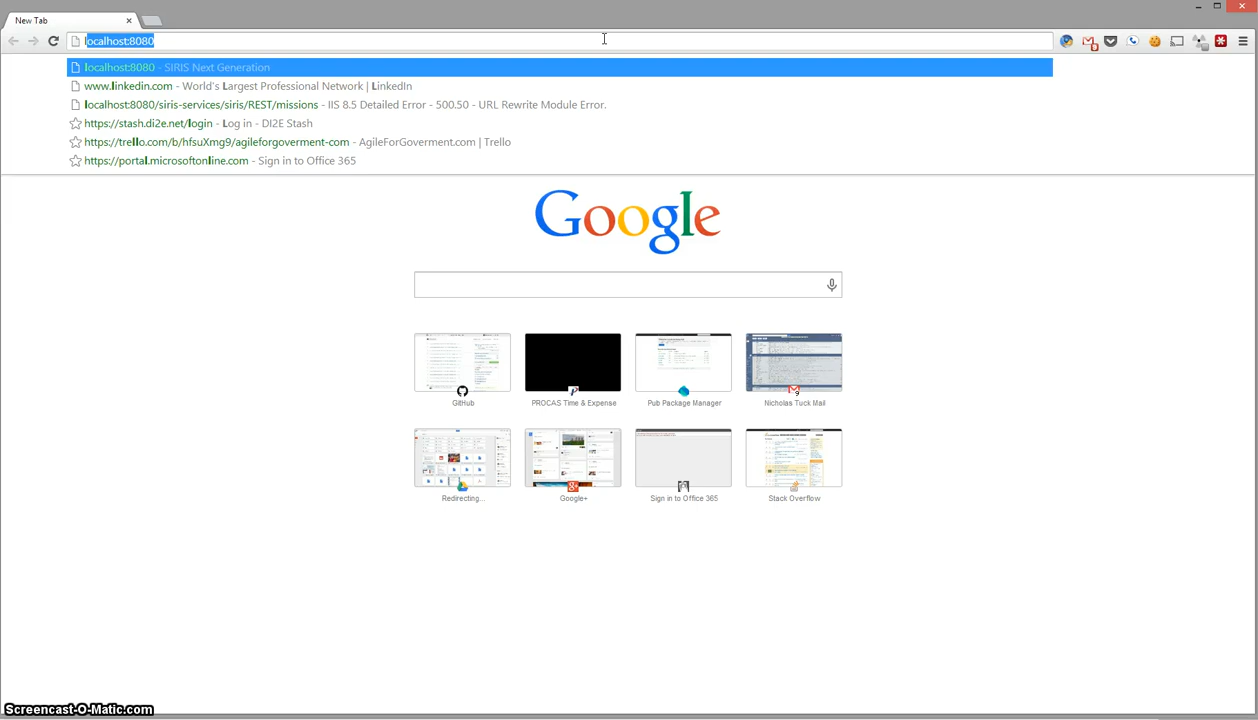 New Tab
localhost:8080
localhost:8080 - SIRIS Next Generation
www.linkedin.com - World's Largest Professional Network | LinkedIn
localhost:8080/siris-services/siris/REST/missions - IIS 8.5 Detailed Error - 500.50 - URL Rewrite Module Error.
https://stash.di2e.net/login - Log in - DI2E Stash
https://trello.com/b/hfsuXmg9/agileforgoverment-com - AgileForGoverment.com | Trello
https://portal.microsoftonline.com - Sign in to Office 365
Google
GitHub
PROCAS Time & Expense
Pub Package Manager
Nicholas Tuck Mail
Redirecting...
Google+
Sign in to Office 365
Stack Overflow
Screencast-O-Matic.com